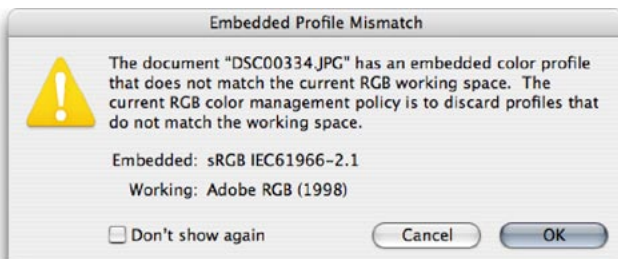 Embedded Profile Mismatch
The document “DSC00334.JPG” has an embedded color profile
that does not match the current RGB working space.  The
current RGB color management policy is to discard profiles that
do not match the working space.
Embedded: sRGB IEC61966-2.1
Working: Adobe RGB (1998)
Don't show again
Cancel
OK